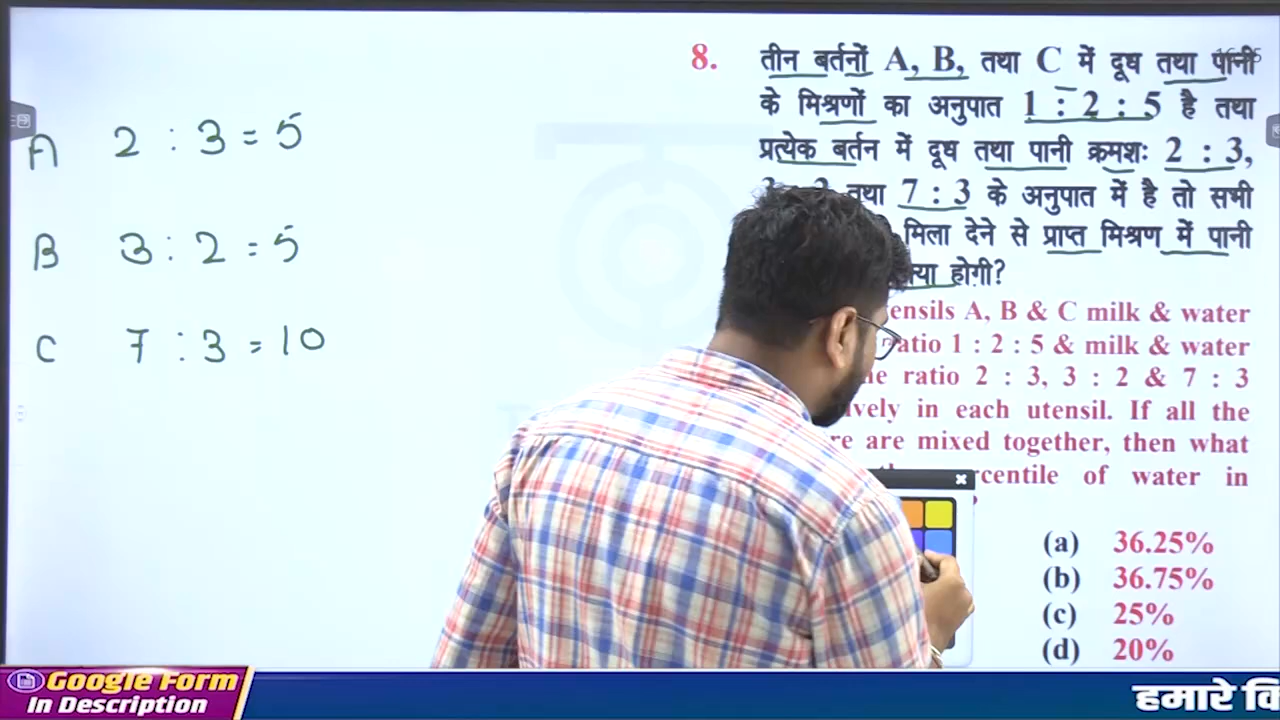 A 2 : 3 = 5
B 3 : 2 = 5
C 7 : 3 = 10
8. तीन बर्तनों A, B, तथा C में दूध तथा पानी
के मिश्रणों का अनुपात 1 : 2 : 5 है तथा
प्रत्येक बर्तन में दूध तथा पानी क्रमशः 2 : 3,
तथा 7 : 3 के अनुपात में है तो सभी
मिला देने से प्राप्त मिश्रण में पानी
होगी?
A, B & C milk & water
1 : 2 : 5 & milk & water
ratio 2 : 3, 3 : 2 & 7 : 3
in each utensil. If all the
are mixed together, then what
of water in
(a) 36.25%
(b) 36.75%
(c) 25%
(d) 20%
Google Form
In Description
हमारे